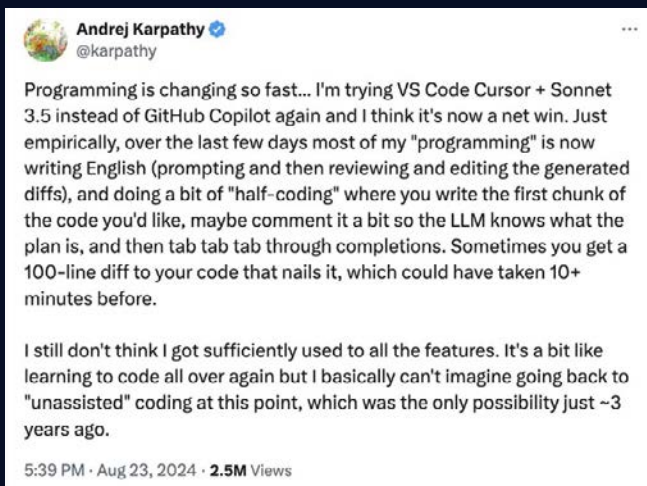 Andrej Karpathy
@karpathy
Programming is changing so fast... I'm trying VS Code Cursor + Sonnet
3.5 instead of GitHub Copilot again and I think it's now a net win. Just
empirically, over the last few days most of my "programming" is now
writing English (prompting and then reviewing and editing the generated
diffs), and doing a bit of "half-coding" where you write the first chunk of
the code you'd like, maybe comment it a bit so the LLM knows what the
plan is, and then tab tab tab through completions. Sometimes you get a
100-line diff to your code that nails it, which could have taken 10+
minutes before.
I still don't think I got sufficiently used to all the features. It's a bit like
learning to code all over again but I basically can't imagine going back to
"unassisted" coding at this point, which was the only possibility just ~3
years ago.
5:39 PM · Aug 23, 2024 · 2.5M Views